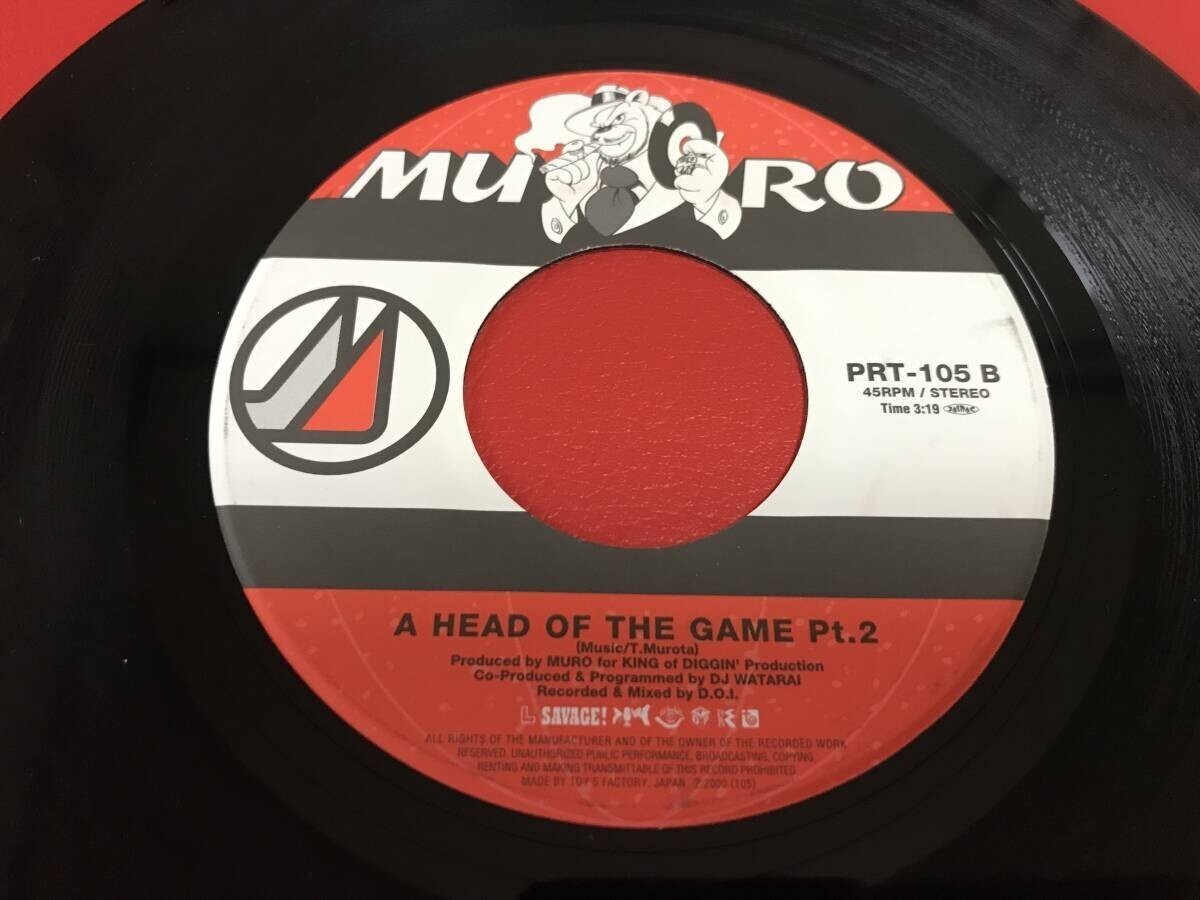 MURO
PRT-105 B
45RPM / STEREO
Time 3:19
A HEAD OF THE GAME Pt.2
(Music/T.Murota)
Produced by MURO for KING of DIGGIN' Production
Co-Produced & Programmed by DJ WATARAI
Recorded & Mixed by D.O.I.
SAVAGE!
ALL RIGHTS OF THE MANUFACTURER AND OF THE OWNER OF THE RECORDED WORK
RESERVED. UNAUTHORIZED PUBLIC PERFORMANCE, BROADCASTING, COPYING,
RENTING AND MAKING TRANSMITTABLE OF THIS RECORD PROHIBITED.
MADE BY TOY'S FACTORY, JAPAN ℗2000 (105)